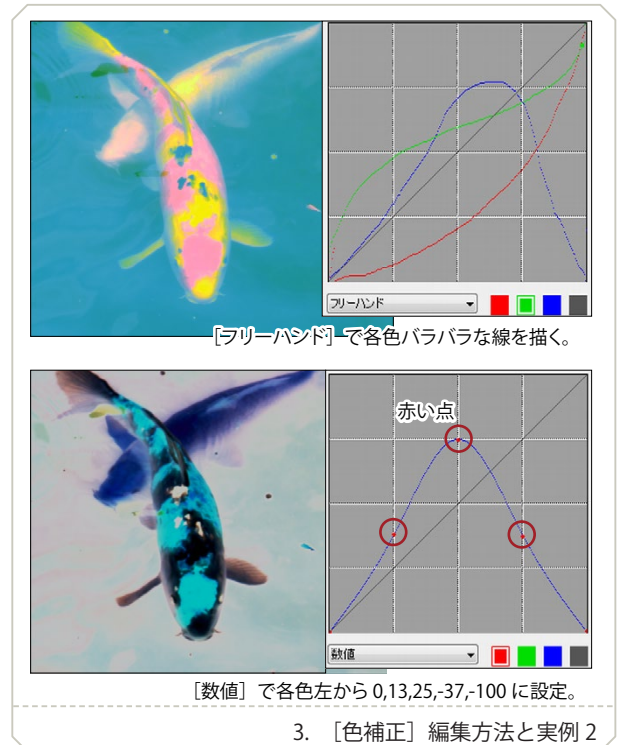 フリーハンド
［フリーハンド］で各色バラバラな線を描く。
赤い点
数値
［数値］で各色左から 0,13,25,-37,-100 に設定。
3. ［色補正］編集方法と実例 2